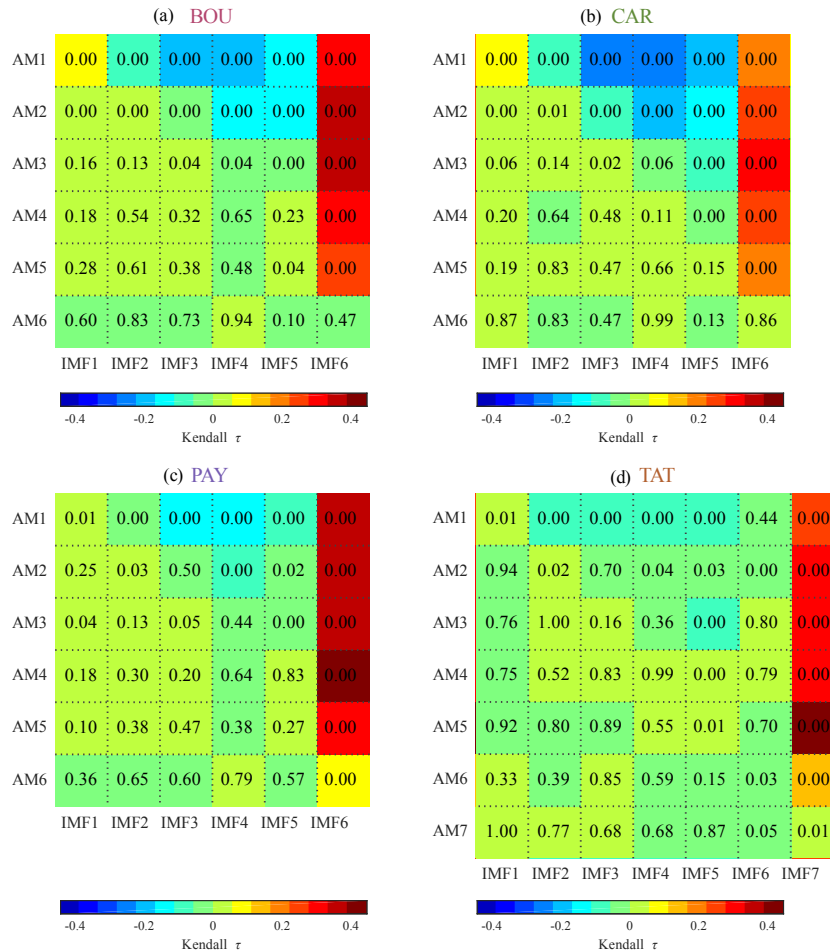 (a) BOU
AM1 0.00 0.00 0.00 0.00 0.00 0.00
AM2 0.00 0.00 0.00 0.00 0.00 0.00
AM3 0.16 0.13 0.04 0.04 0.00 0.00
AM4 0.18 0.54 0.32 0.65 0.23 0.00
AM5 0.28 0.61 0.38 0.48 0.04 0.00
AM6 0.60 0.83 0.73 0.94 0.10 0.47
IMF1 IMF2 IMF3 IMF4 IMF5 IMF6
-0.4 -0.2 0 0.2 0.4
Kendall τ
(b) CAR
AM1 0.00 0.00 0.00 0.00 0.00 0.00
AM2 0.00 0.01 0.00 0.00 0.00 0.00
AM3 0.06 0.14 0.02 0.06 0.00 0.00
AM4 0.20 0.64 0.48 0.11 0.00 0.00
AM5 0.19 0.83 0.47 0.66 0.15 0.00
AM6 0.87 0.83 0.47 0.99 0.13 0.86
IMF1 IMF2 IMF3 IMF4 IMF5 IMF6
-0.4 -0.2 0 0.2 0.4
Kendall τ
(c) PAY
AM1 0.01 0.00 0.00 0.00 0.00 0.00
AM2 0.25 0.03 0.50 0.00 0.02 0.00
AM3 0.04 0.13 0.05 0.44 0.00 0.00
AM4 0.18 0.30 0.20 0.64 0.83 0.00
AM5 0.10 0.38 0.47 0.38 0.27 0.00
AM6 0.36 0.65 0.60 0.79 0.57 0.00
IMF1 IMF2 IMF3 IMF4 IMF5 IMF6
-0.4 -0.2 0 0.2 0.4
Kendall τ
(d) TAT
AM1 0.01 0.00 0.00 0.00 0.00 0.44 0.00
AM2 0.94 0.02 0.70 0.04 0.03 0.00 0.00
AM3 0.76 1.00 0.16 0.36 0.00 0.80 0.00
AM4 0.75 0.52 0.83 0.99 0.00 0.79 0.00
AM5 0.92 0.80 0.89 0.55 0.01 0.70 0.00
AM6 0.33 0.39 0.85 0.59 0.15 0.03 0.00
AM7 1.00 0.77 0.68 0.68 0.87 0.05 0.01
IMF1 IMF2 IMF3 IMF4 IMF5 IMF6 IMF7
-0.4 -0.2 0 0.2 0.4
Kendall τ